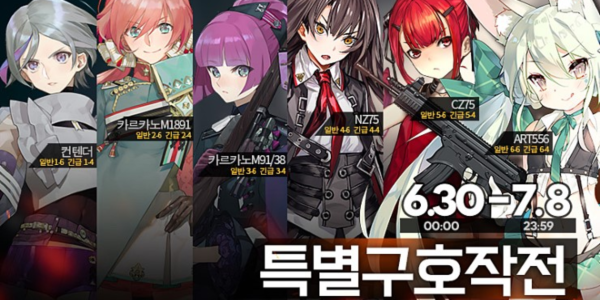 컨텐더
일반 1-6 긴급 1-4
카르카노M1891
일반 2-6 긴급 2-4
카르카노M91/38
일반 3-6 긴급 3-4
NZ75
일반 4-6 긴급 4-4
CZ75
일반 5-6 긴급 5-4
ART556
일반 6-6 긴급 6-4
6.30 – 7.8
00:00 23:59
특별구호작전